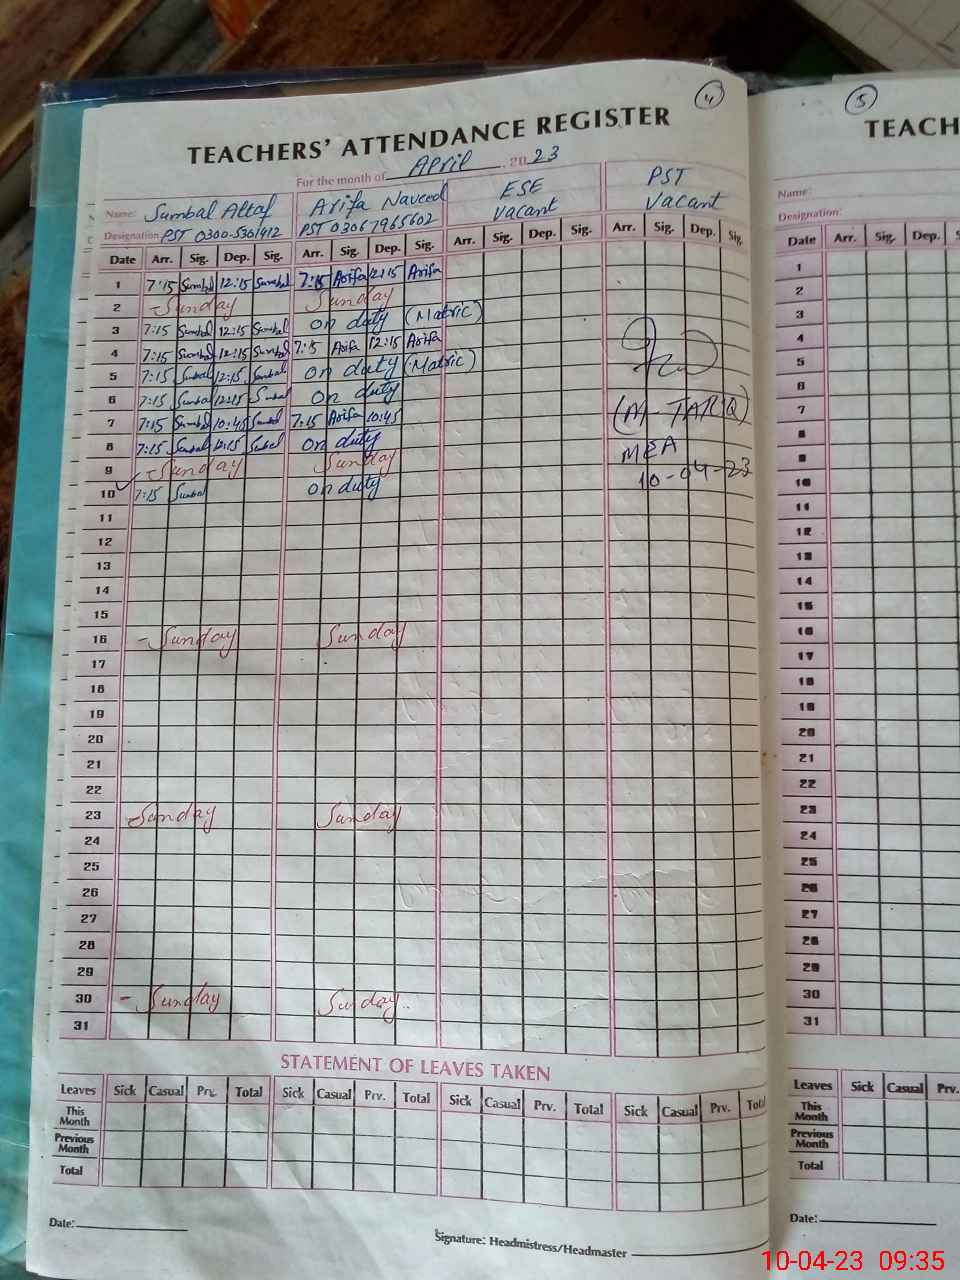 4
TEACHERS' ATTENDANCE REGISTER
For the month of April, 2023
Name: Sumbal Altaf Arifa Naveed ESE PST
Designation: PST 0300-5301412 PST 03067965602 Vacant Vacant
Date Arr. Sig. Dep. Sig. Arr. Sig. Dep. Sig. Arr. Sig. Dep. Sig. Arr. Sig. Dep. Sig.
1 7:15 Sumbal 12:15 Sumbal 7:15 Arifa 12:15 Arifa
2 - Sunday Sunday
3 7:15 Sumbal 12:15 Sumbal on duty (Matric)
4 7:15 Sumbal 12:15 Sumbal 7:15 Arifa 12:15 Arifa
5 7:15 Sumbal 12:15 Sumbal on duty (Matric)
6 7:15 Sumbal 12:15 Sumbal on duty
7 7:15 Sumbal 10:45 Sumbal 7:15 Arifa 10:45 (M-TARIQ)
8 7:15 Sumbal 12:15 Sumbal on duty MEA
9 - Sunday Sunday
10 7:15 Sumbal on duty 10-04-23
11
12
13
14
15
16 - Sunday Sunday
17
18
19
20
21
22
23 - Sunday Sunday
24
25
26
27
28
29
30 - Sunday Sunday
31
STATEMENT OF LEAVES TAKEN
Leaves Sick Casual Prv. Total Sick Casual Prv. Total Sick Casual Prv. Total Sick Casual Prv. Total
This
Month
Previous
Month
Total
Date:
Signature: Headmistress/Headmaster
5
TEACH
Name:
Designation:
Date Arr. Sig. Dep. S
1
2
3
4
5
6
7
8
9
10
11
12
13
14
15
16
17
18
19
20
21
22
23
24
25
26
27
28
29
30
31
Leaves Sick Casual Prv.
This
Month
Previous
Month
Total
Date:
10-04-23 09:35